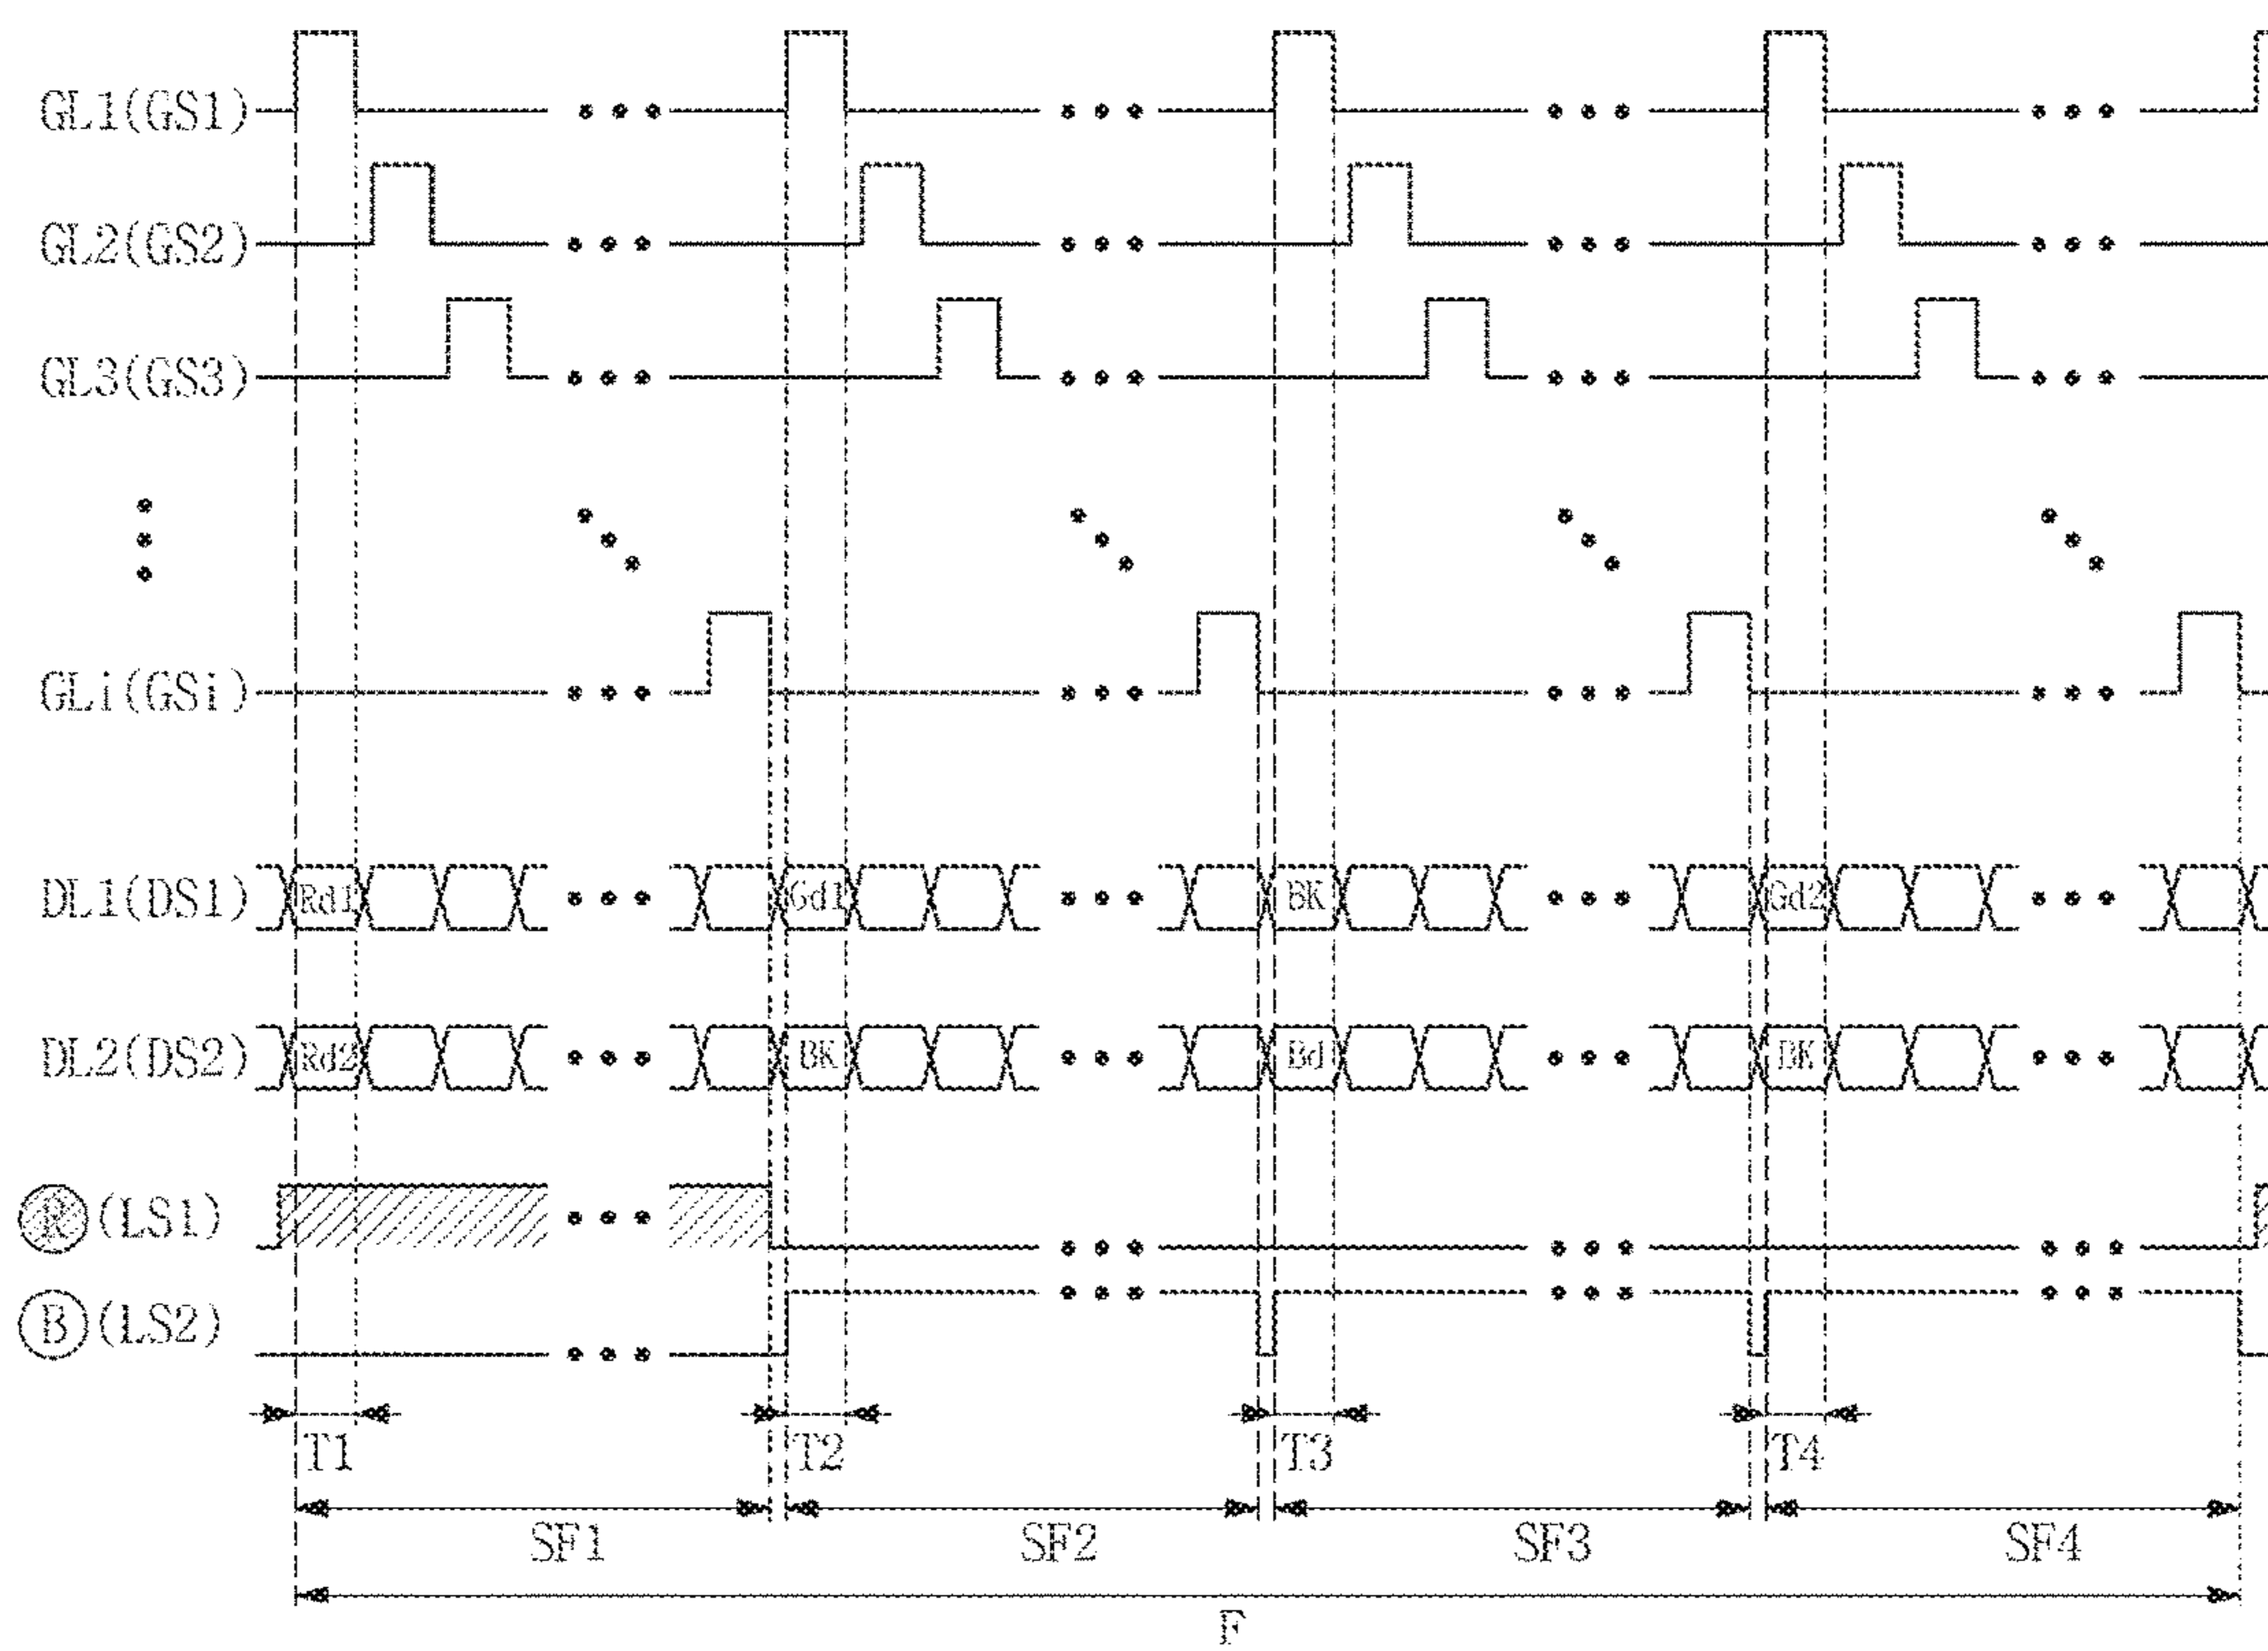 GL1(GS1)
GL2(GS2)
GL3(GS3)
GLi(GSi)
DL1(DS1) Rd1 Gd1 BK Gd2
DL2(DS2) Rd2 BK Bd BK
R (LS1)
B (LS2)
T1 T2 T3 T4
SF1 SF2 SF3 SF4
F